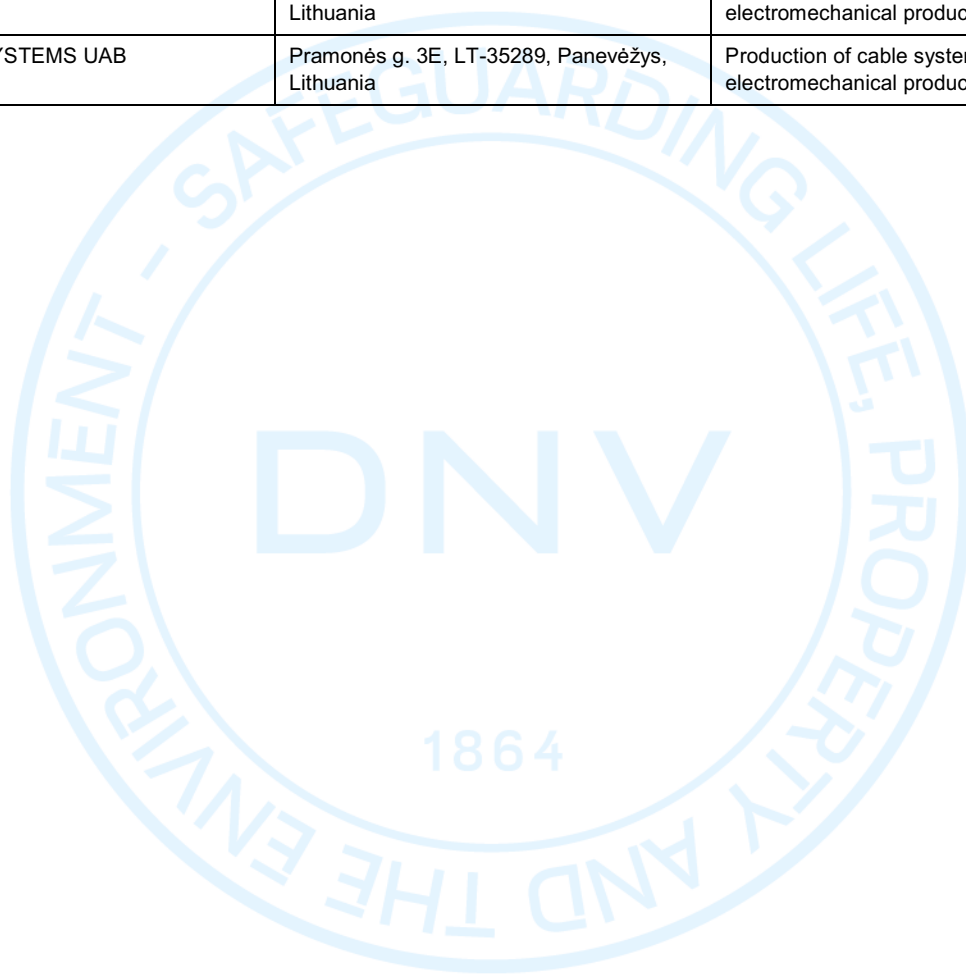 Lithuania
electromechanical produc
YSTEMS UAB
Pramonės g. 3E, LT-35289, Panevėžys,
Lithuania
Production of cable syste
electromechanical produc
SAFEGUARDING LIFE, PROPERTY AND THE ENVIRONMENT -
DNV
1864